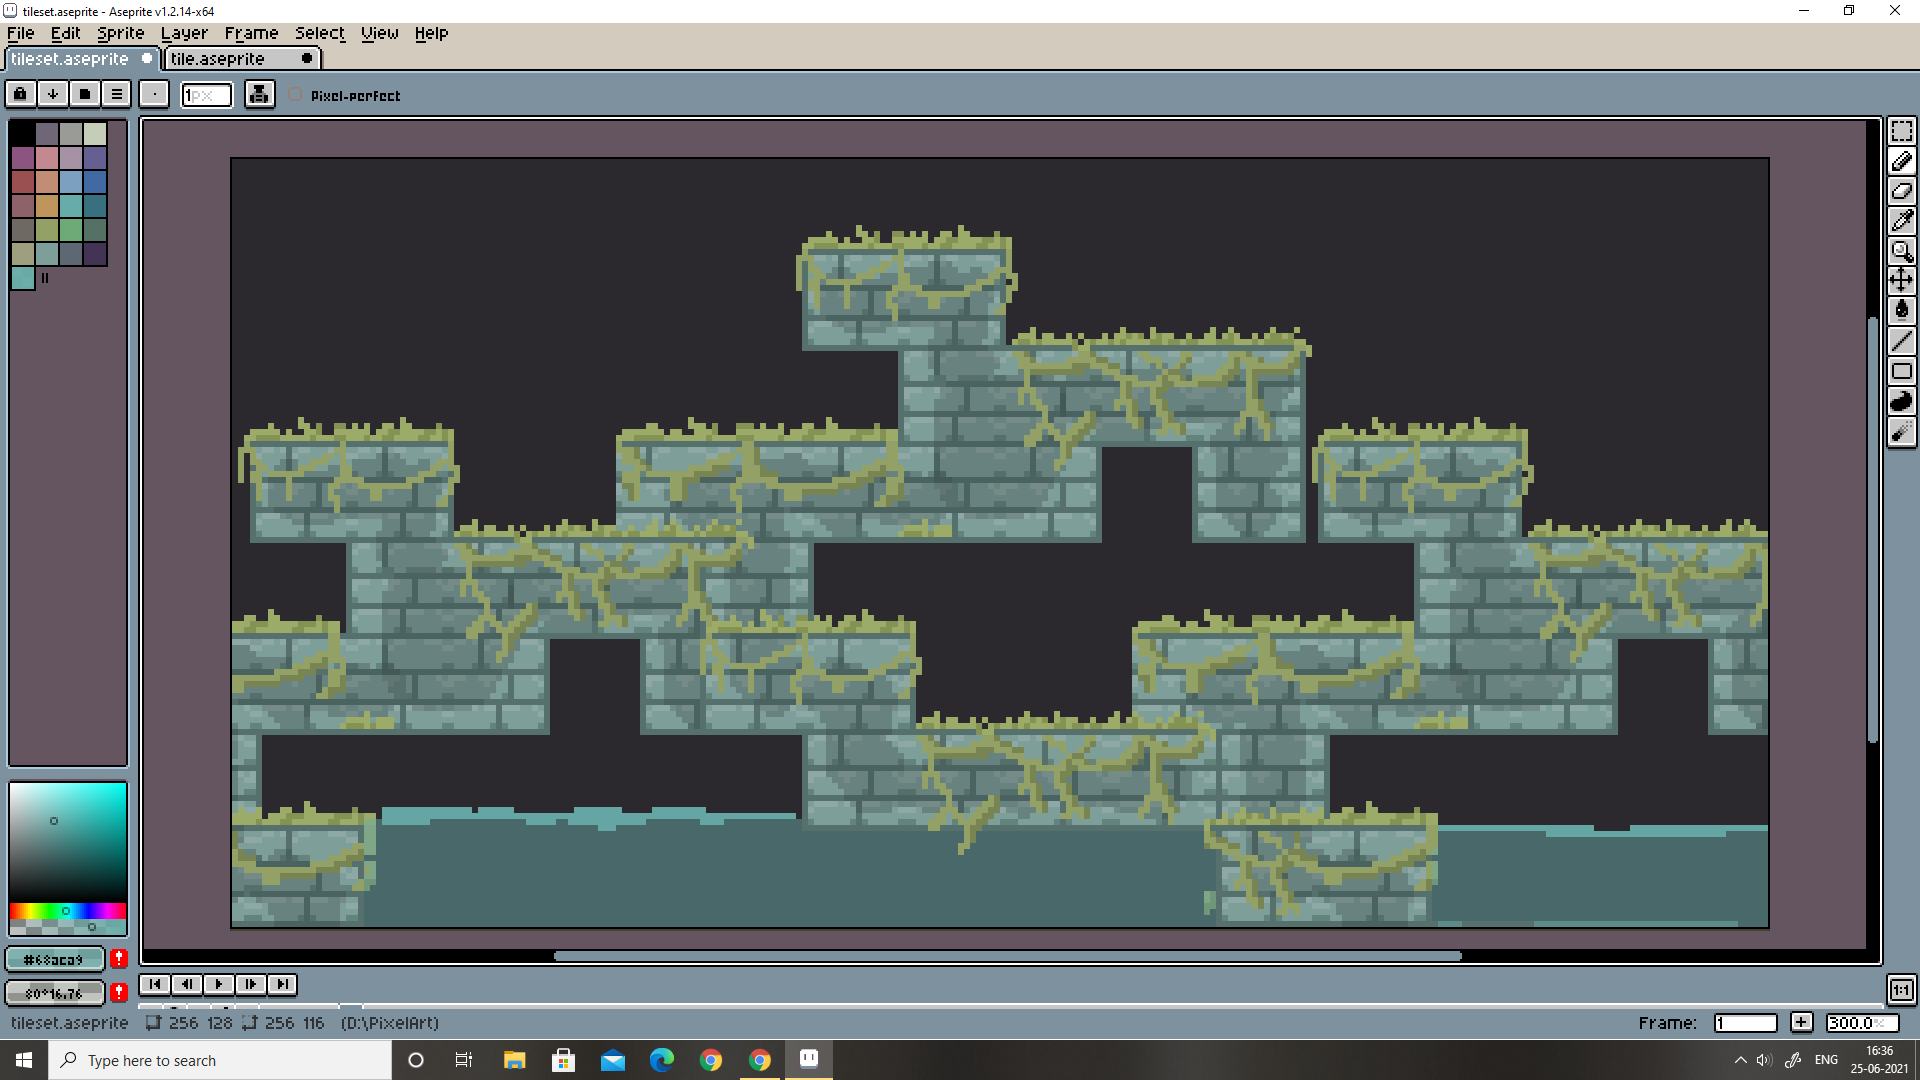 tileset.aseprite - Aseprite v1.2.14-x64
File Edit Sprite Layer Frame Select View Help
tileset.aseprite tile.aseprite
1px Pixel-perfect
#68aca9
tileset.aseprite 256 128 256 116 (D:\PixelArt)
Frame: 1 + 300.0%
1:1
Type here to search
ENG
16:36
25-06-2021